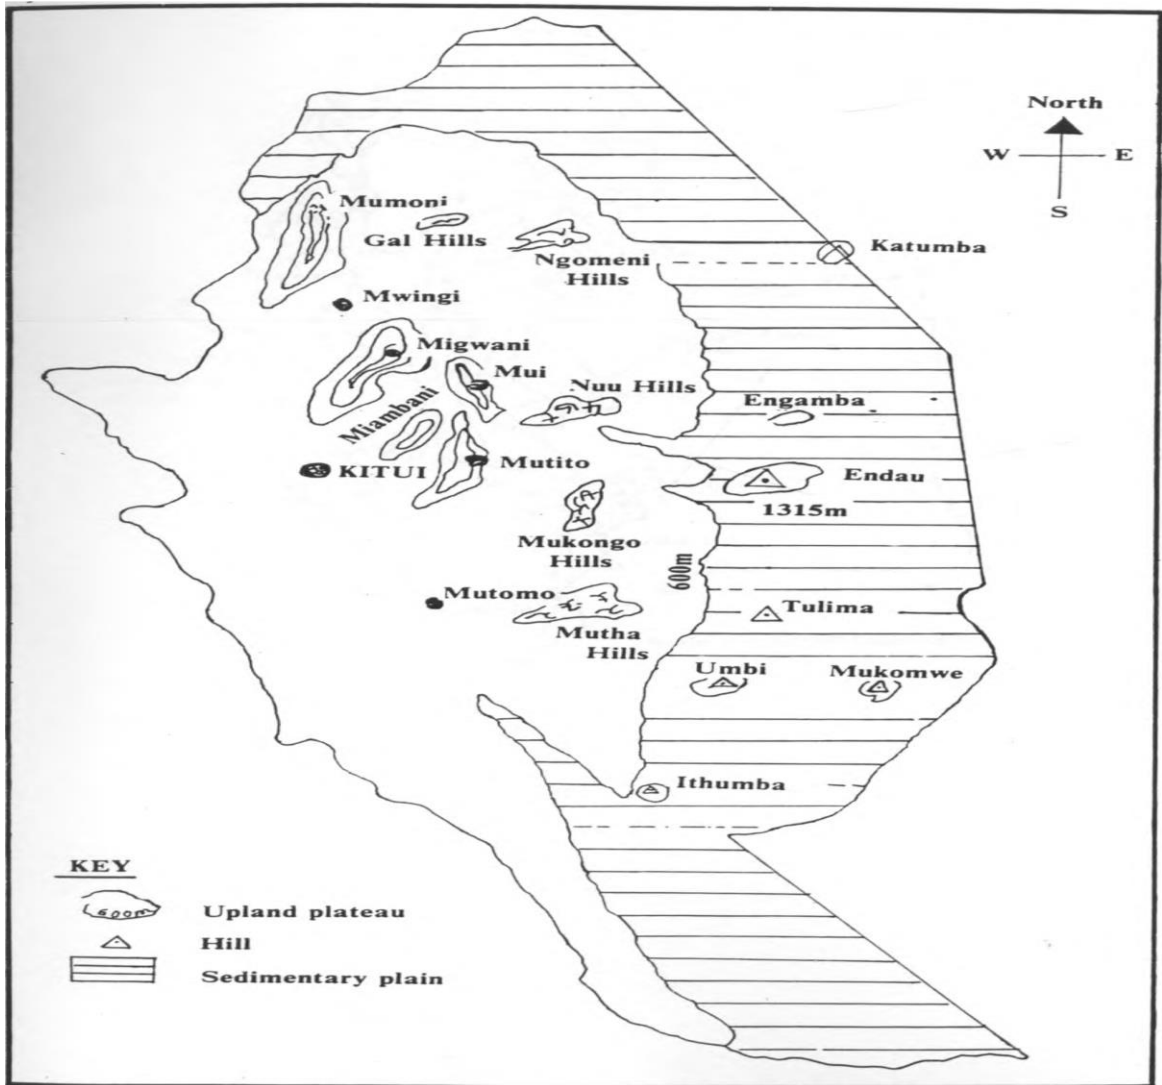 North
W E
S
Mumoni
Gal Hills
Ngomeni
Hills
Katumba
Mwingi
Migwani
Mui
Nuu Hills
Engamba
Miambani
KITUI
Mutito
Endau
1315m
Mukongo
Hills
600m
Mutomo
Tulima
Mutha
Hills
Umbi
Mukomwe
Ithumba
KEY
600m
Upland plateau
Hill
Sedimentary plain